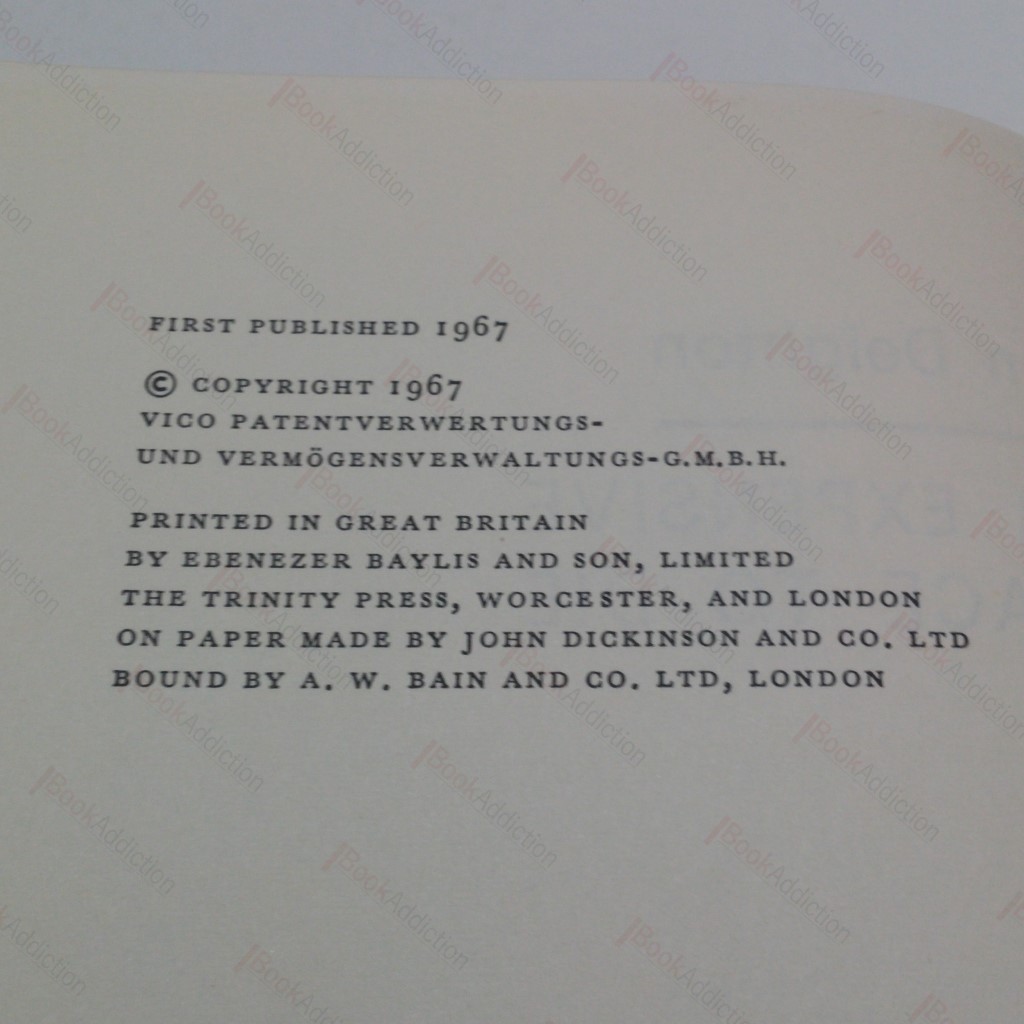 FIRST PUBLISHED 1967
© COPYRIGHT 1967
VICO PATENTVERWERTUNGS-
UND VERMÖGENSVERWALTUNGS-G.M.B.H.
PRINTED IN GREAT BRITAIN
BY EBENEZER BAYLIS AND SON, LIMITED
THE TRINITY PRESS, WORCESTER, AND LONDON
ON PAPER MADE BY JOHN DICKINSON AND CO. LTD
BOUND BY A. W. BAIN AND CO. LTD, LONDON
BookAddiction